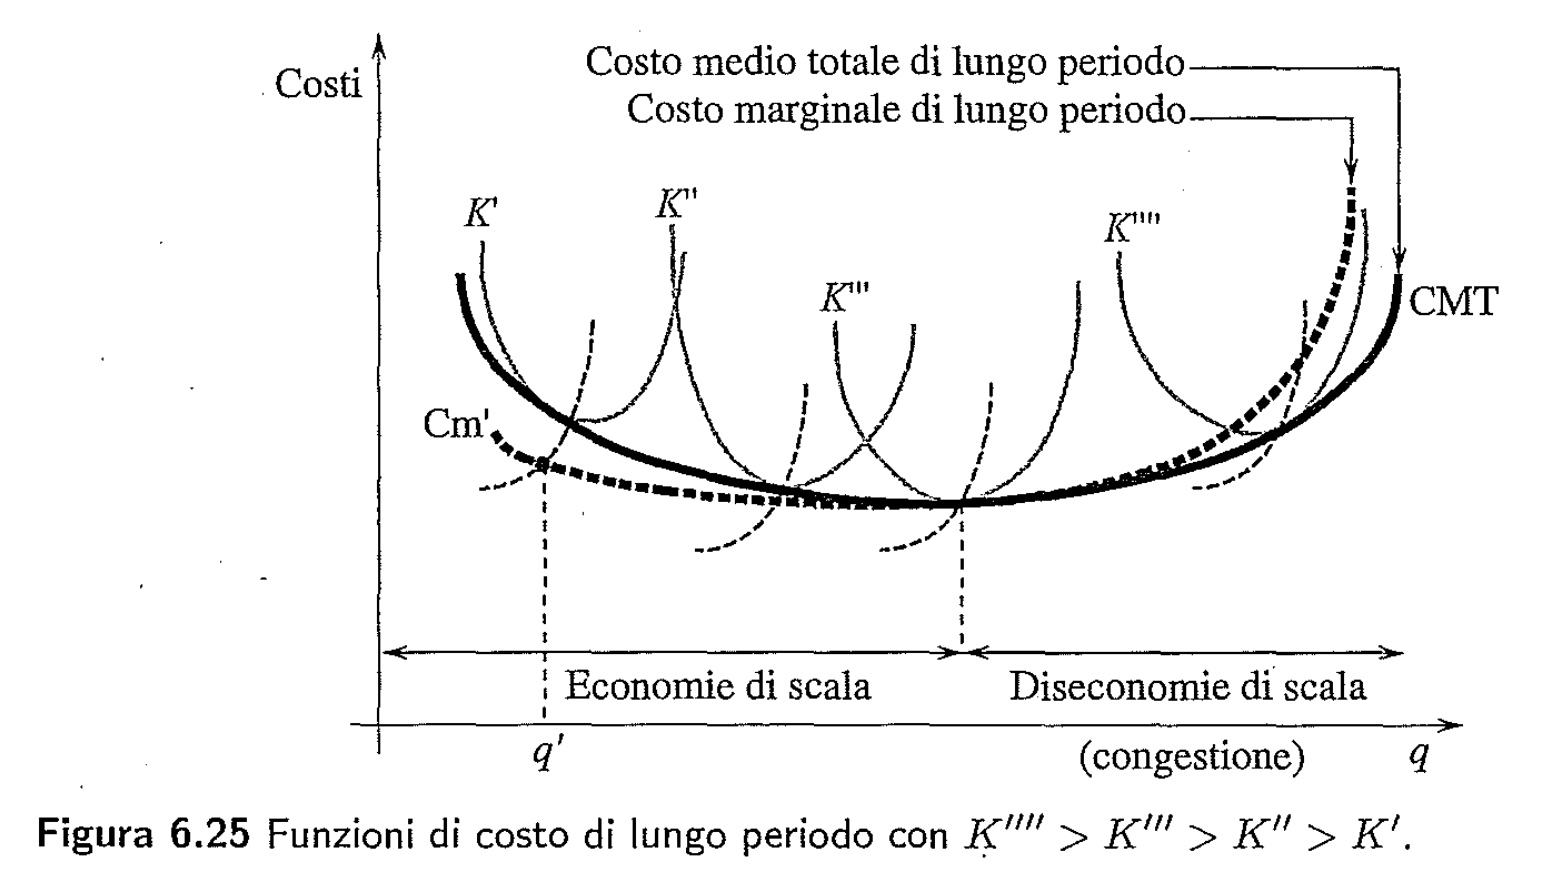 Costo medio totale di lungo periodo
Costi
Costo marginale di lungo periodo
K' K'' K''''
K'''
CMT
Cm'
Economie di scala Diseconomie di scala
q' (congestione) q
Figura 6.25 Funzioni di costo di lungo periodo con K'''' > K''' > K'' > K'.